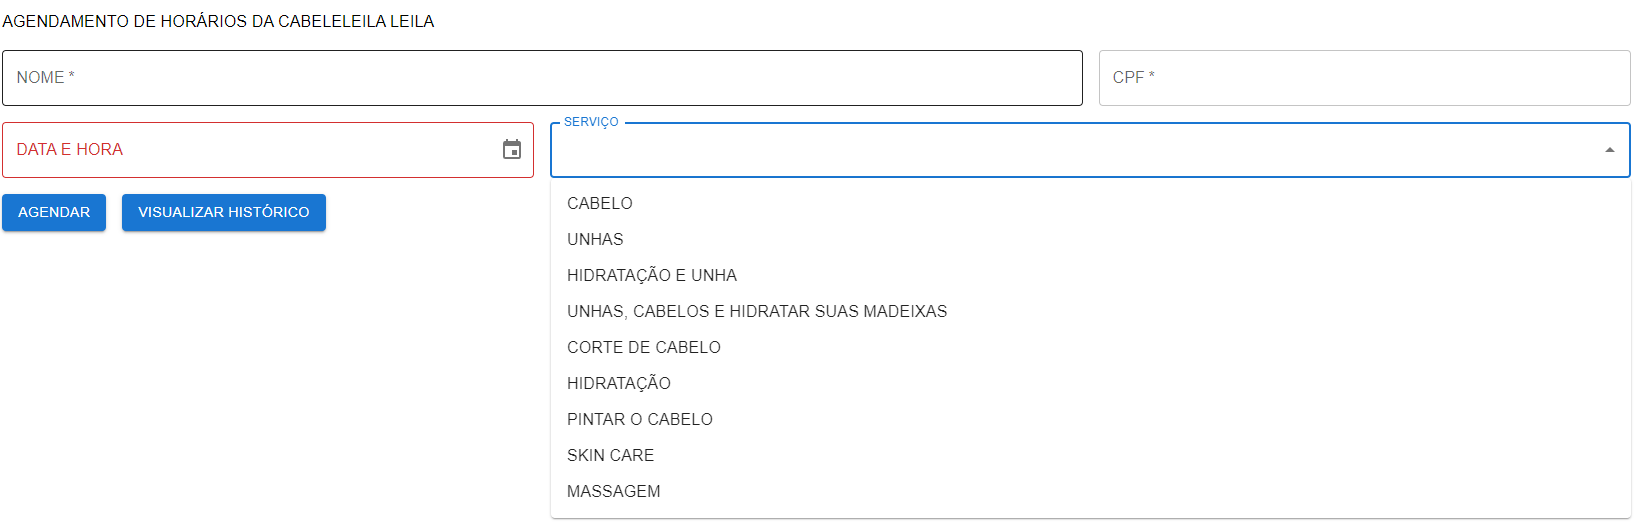 AGENDAMENTO DE HORÁRIOS DA CABELELEILA LEILA
NOME *
CPF *
DATA E HORA
SERVIÇO
AGENDAR
VISUALIZAR HISTÓRICO
CABELO
UNHAS
HIDRATAÇÃO E UNHA
UNHAS, CABELOS E HIDRATAR SUAS MADEIXAS
CORTE DE CABELO
HIDRATAÇÃO
PINTAR O CABELO
SKIN CARE
MASSAGEM